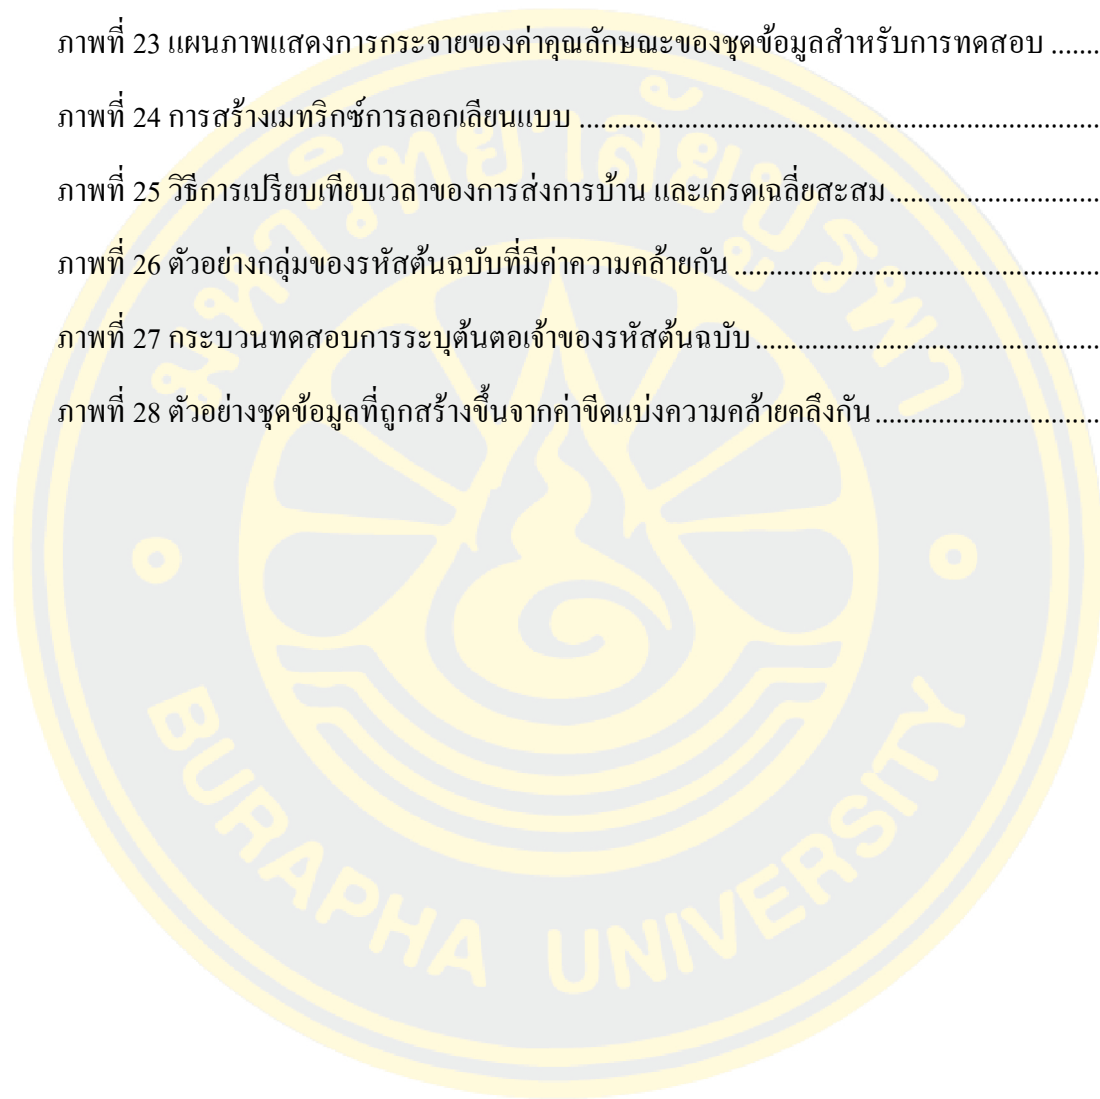 ภาพที่ 23 แผนภาพแสดงการกระจายของค่าคุณลักษณะของชุดข้อมูลสำหรับการทดสอบ .......
ภาพที่ 24 การสร้างเมทริกซ์การลอกเลียนแบบ ...........................................................................
ภาพที่ 25 วิธีการเปรียบเทียบเวลาของการส่งการบ้าน และเกรดเฉลี่ยสะสม..............................
ภาพที่ 26 ตัวอย่างกลุ่มของรหัสต้นฉบับที่มีค่าความคล้ายกัน .....................................................
ภาพที่ 27 กระบวนทดสอบการระบุต้นตอเจ้าของรหัสต้นฉบับ ..................................................
ภาพที่ 28 ตัวอย่างชุดข้อมูลที่ถูกสร้างขึ้นจากค่าขีดแบ่งความคล้ายคลึงกัน ................................
มหาวิทยาลัยบูรพา
BURAPHA UNIVERSITY